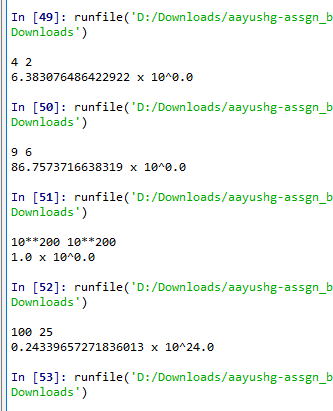 In [49]: runfile('D:/Downloads/aayushg-assgn_b
Downloads')
4 2
6.383076486422922 x 10^0.0
In [50]: runfile('D:/Downloads/aayushg-assgn_b
Downloads')
9 6
86.7573716638319 x 10^0.0
In [51]: runfile('D:/Downloads/aayushg-assgn_b
Downloads')
10**200 10**200
1.0 x 10^0.0
In [52]: runfile('D:/Downloads/aayushg-assgn_b
Downloads')
100 25
0.24339657271836013 x 10^24.0
In [53]: runfile('D:/Downloads/aayushg-assgn_b
Downloads')